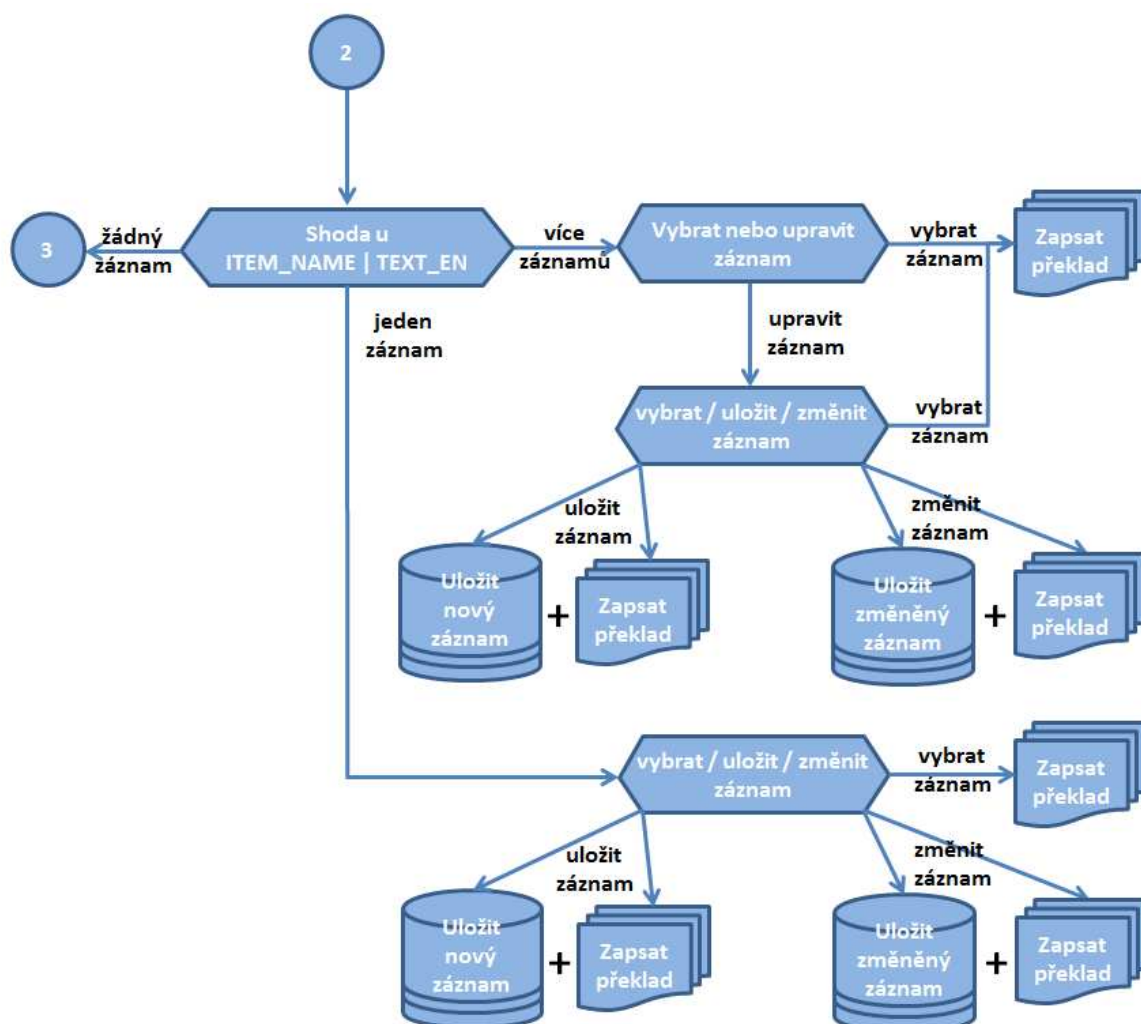 2
3
žádný
záznam
Shoda u
ITEM_NAME | TEXT_EN
více
záznamů
Vybrat nebo upravit
záznam
vybrat
záznam
Zapsat
překlad
jeden
záznam
upravit
záznam
vybrat / uložit / změnit
záznam
vybrat
záznam
uložit
záznam
změnit
záznam
Uložit
nový
záznam
+
Zapsat
překlad
Uložit
změněný
záznam
+
Zapsat
překlad
vybrat / uložit / změnit
záznam
vybrat
záznam
Zapsat
překlad
uložit
záznam
změnit
záznam
Uložit
nový
záznam
+
Zapsat
překlad
Uložit
změněný
záznam
+
Zapsat
překlad